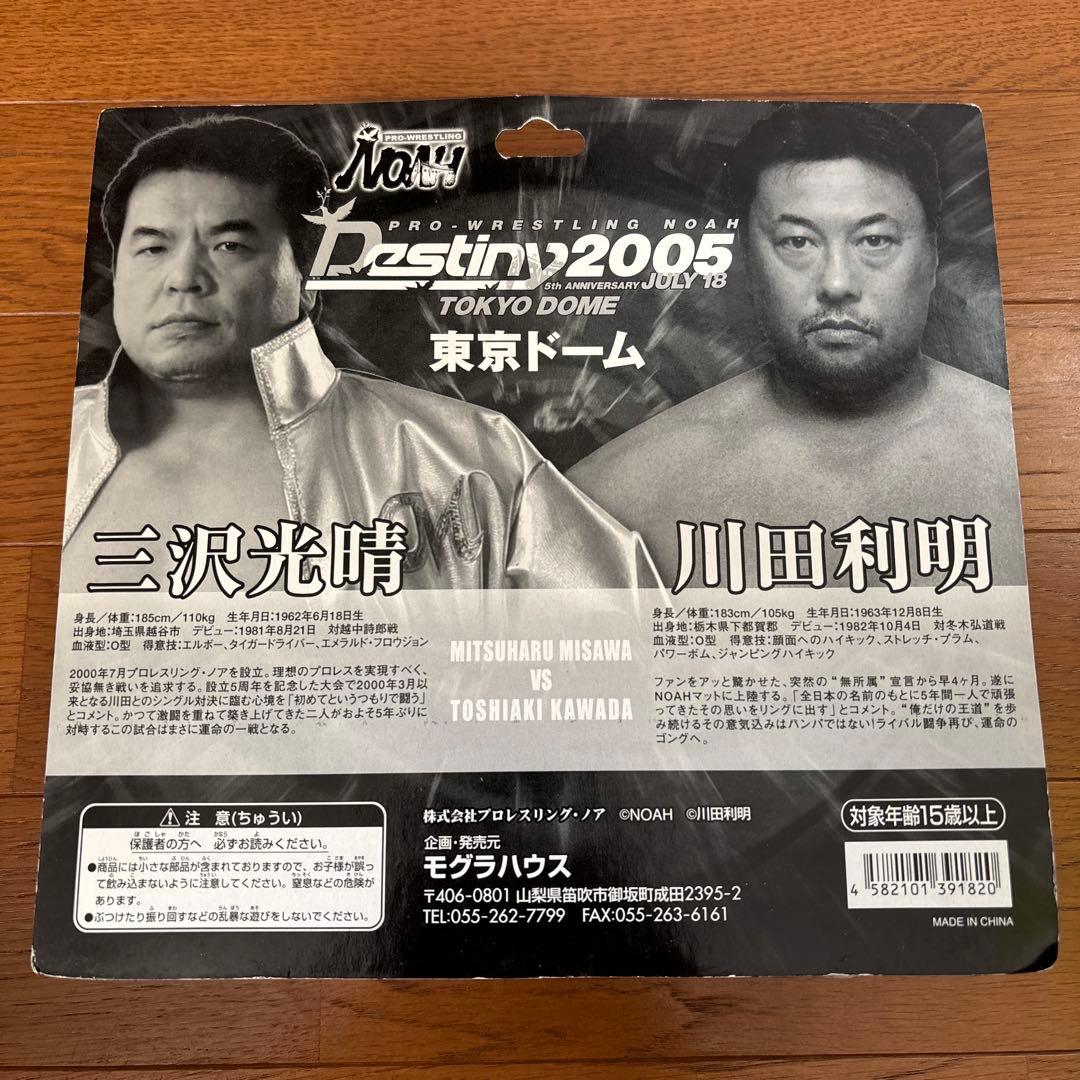 PRO-WRESTLING
NOAH
PRO-WRESTLING NOAH
Destiny2005
5th ANNIVERSARY JULY 18
TOKYO DOME
東京ドーム
三沢光晴
身長／体重:185cm／110kg 生年月日:1962年6月18日生
出身地:埼玉県越谷市 デビュー:1981年8月21日 対越中詩郎戦
血液型:O型 得意技:エルボー、タイガードライバー、エメラルド・フロウジョン
2000年7月プロレスリング・ノアを設立。理想のプロレスを実現すべく、
妥協無き戦いを追求する。設立5周年を記念した大会で2000年3月以
来となる川田とのシングル対決に臨む心境を「初めてというつもりで闘う」
とコメント。かつて激闘を重ねて築き上げてきた二人がおよそ5年ぶりに
対峙するこの試合はまさに運命の一戦となる。
MITSUHARU MISAWA
VS
TOSHIAKI KAWADA
川田利明
身長／体重:183cm／105kg 生年月日:1963年12月8日生
出身地:栃木県下都賀郡 デビュー:1982年10月4日 対冬木弘道戦
血液型:O型 得意技:顔面へのハイキック、ストレッチ・プラム、
パワーボム、ジャンピングハイキック
ファンをアッと驚かせた、突然の“無所属”宣言から早4ヶ月。遂に
NOAHマットに上陸する。「全日本の名前のもとに5年間一人で頑張
ってきたその思いをリングに出す」とコメント。“俺だけの王道”を歩
み続けるその意気込みはハンパではない!ライバル闘争再び、運命の
ゴングへ。
注 意(ちゅうい)
保護者の方へ 必ずお読みください。
●商品には小さな部品が含まれておりますので、お子様が誤っ
て飲み込まないように注意してください。窒息などの危険が
あります。
●ぶつけたり振り回すなどの乱暴な遊びをしないでください。
株式会社プロレスリング・ノア ©NOAH ©川田利明
企画・発売元
モグラハウス
〒406-0801 山梨県笛吹市御坂町成田2395-2
TEL:055-262-7799 FAX:055-263-6161
対象年齢15歳以上
4 582101 391820
MADE IN CHINA